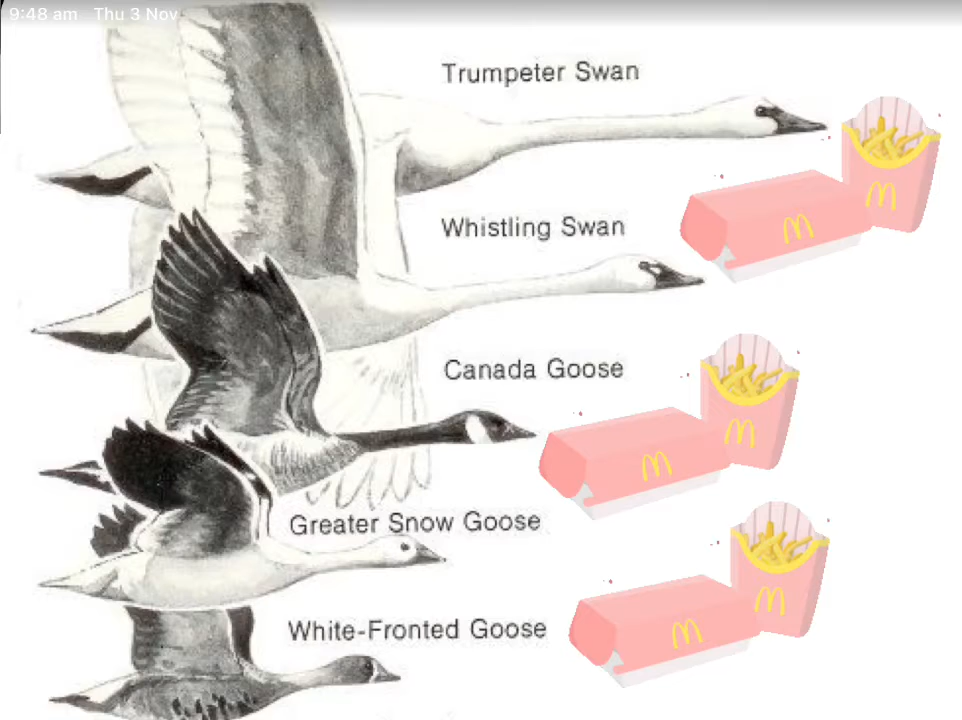 9:48 am Thu 3 Nov
Trumpeter Swan
Whistling Swan
Canada Goose
Greater Snow Goose
White-Fronted Goose